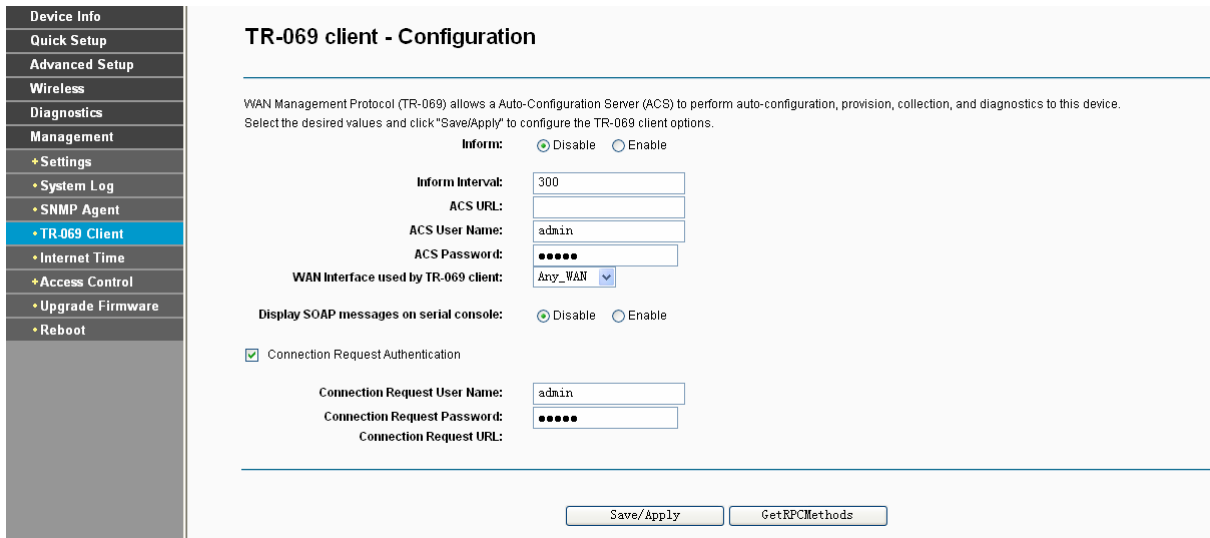 Device Info
Quick Setup
Advanced Setup
Wireless
Diagnostics
Management
+Settings
•System Log
•SNMP Agent
•TR-069 Client
•Internet Time
+Access Control
•Upgrade Firmware
•Reboot
TR-069 client - Configuration
WAN Management Protocol (TR-069) allows a Auto-Configuration Server (ACS) to perform auto-configuration, provision, collection, and diagnostics to this device.
Select the desired values and click "Save/Apply" to configure the TR-069 client options.
Inform: Disable Enable
Inform Interval: 300
ACS URL:
ACS User Name: admin
ACS Password: •••••
WAN Interface used by TR-069 client: Any_WAN
Display SOAP messages on serial console: Disable Enable
Connection Request Authentication
Connection Request User Name: admin
Connection Request Password: •••••
Connection Request URL:
Save/Apply GetRPCMethods